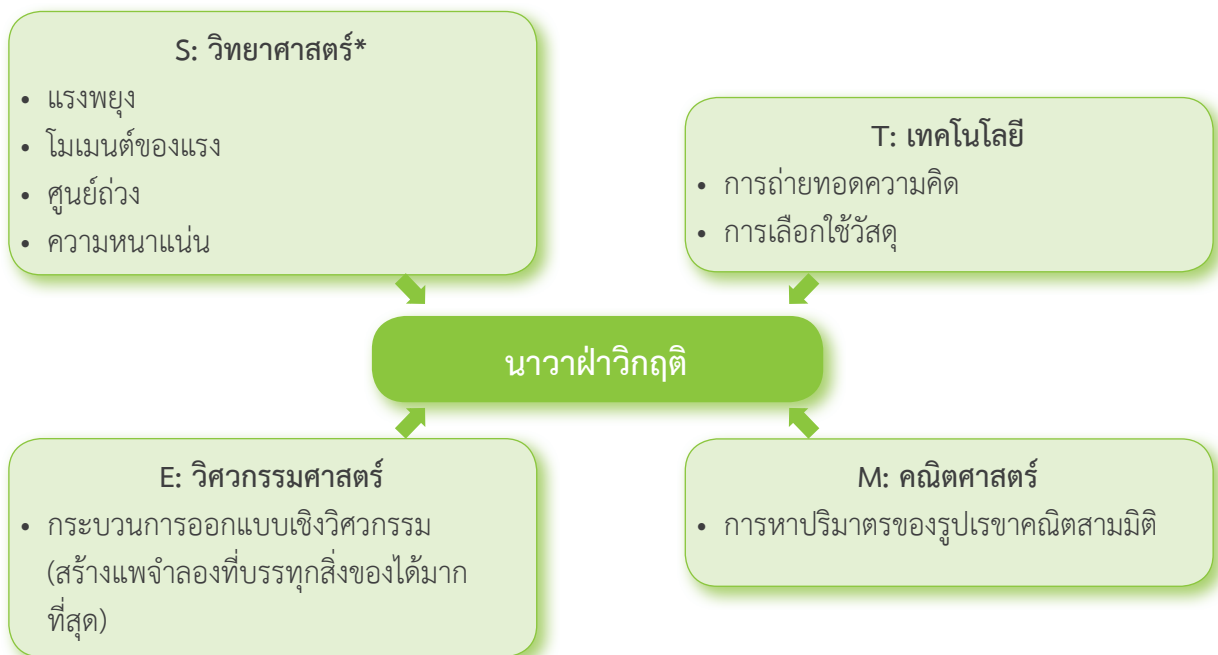 S: วิทยาศาสตร์*
• แรงพยุง
• โมเมนต์ของแรง
• ศูนย์ถ่วง
• ความหนาแน่น
T: เทคโนโลยี
• การถ่ายทอดความคิด
• การเลือกใช้วัสดุ
นาวาฝ่าวิกฤติ
E: วิศวกรรมศาสตร์
• กระบวนการออกแบบเชิงวิศวกรรม
(สร้างแพจำลองที่บรรทุกสิ่งของได้มาก
ที่สุด)
M: คณิตศาสตร์
• การหาปริมาตรของรูปเรขาคณิตสามมิติ